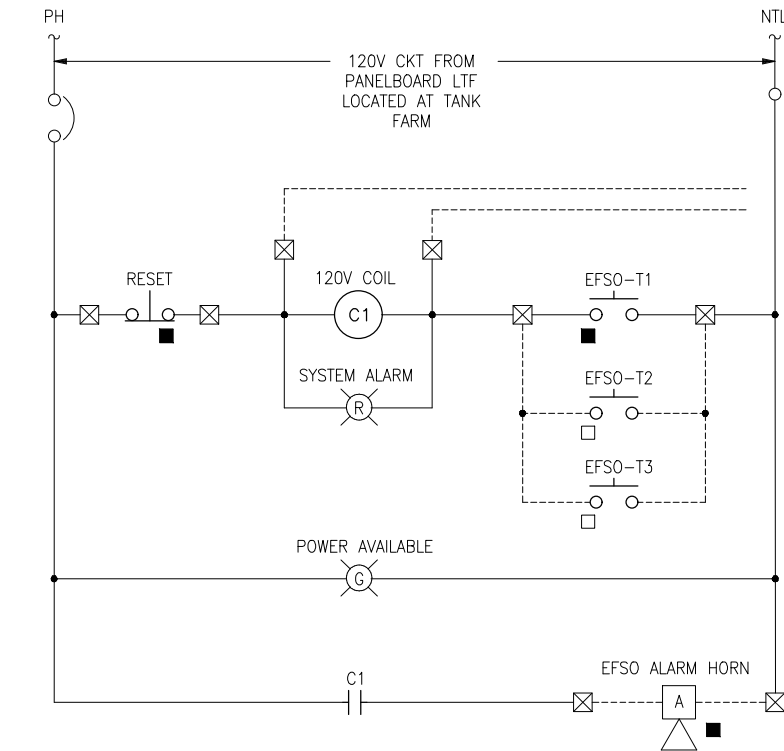 PH
NTL
120V CKT FROM
PANELBOARD LTF
LOCATED AT TANK
FARM
RESET
120V COIL
C1
EFSO-T1
SYSTEM ALARM
R
EFSO-T2
EFSO-T3
POWER AVAILABLE
G
C1
EFSO ALARM HORN
A